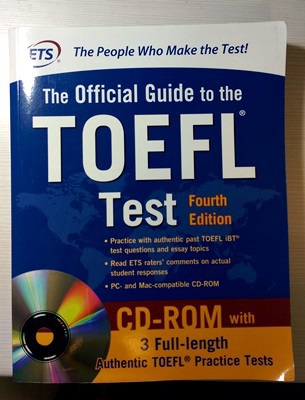 ETS
The People Who Make the Test!
The Official Guide to the
TOEFL®
Test Fourth
Edition
• Practice with authentic past TOEFL iBT®
test questions and essay topics
• Read ETS raters' comments on actual
student responses
• PC- and Mac-compatible CD-ROM
CD-ROM with
3 Full-length
Authentic TOEFL® Practice Tests